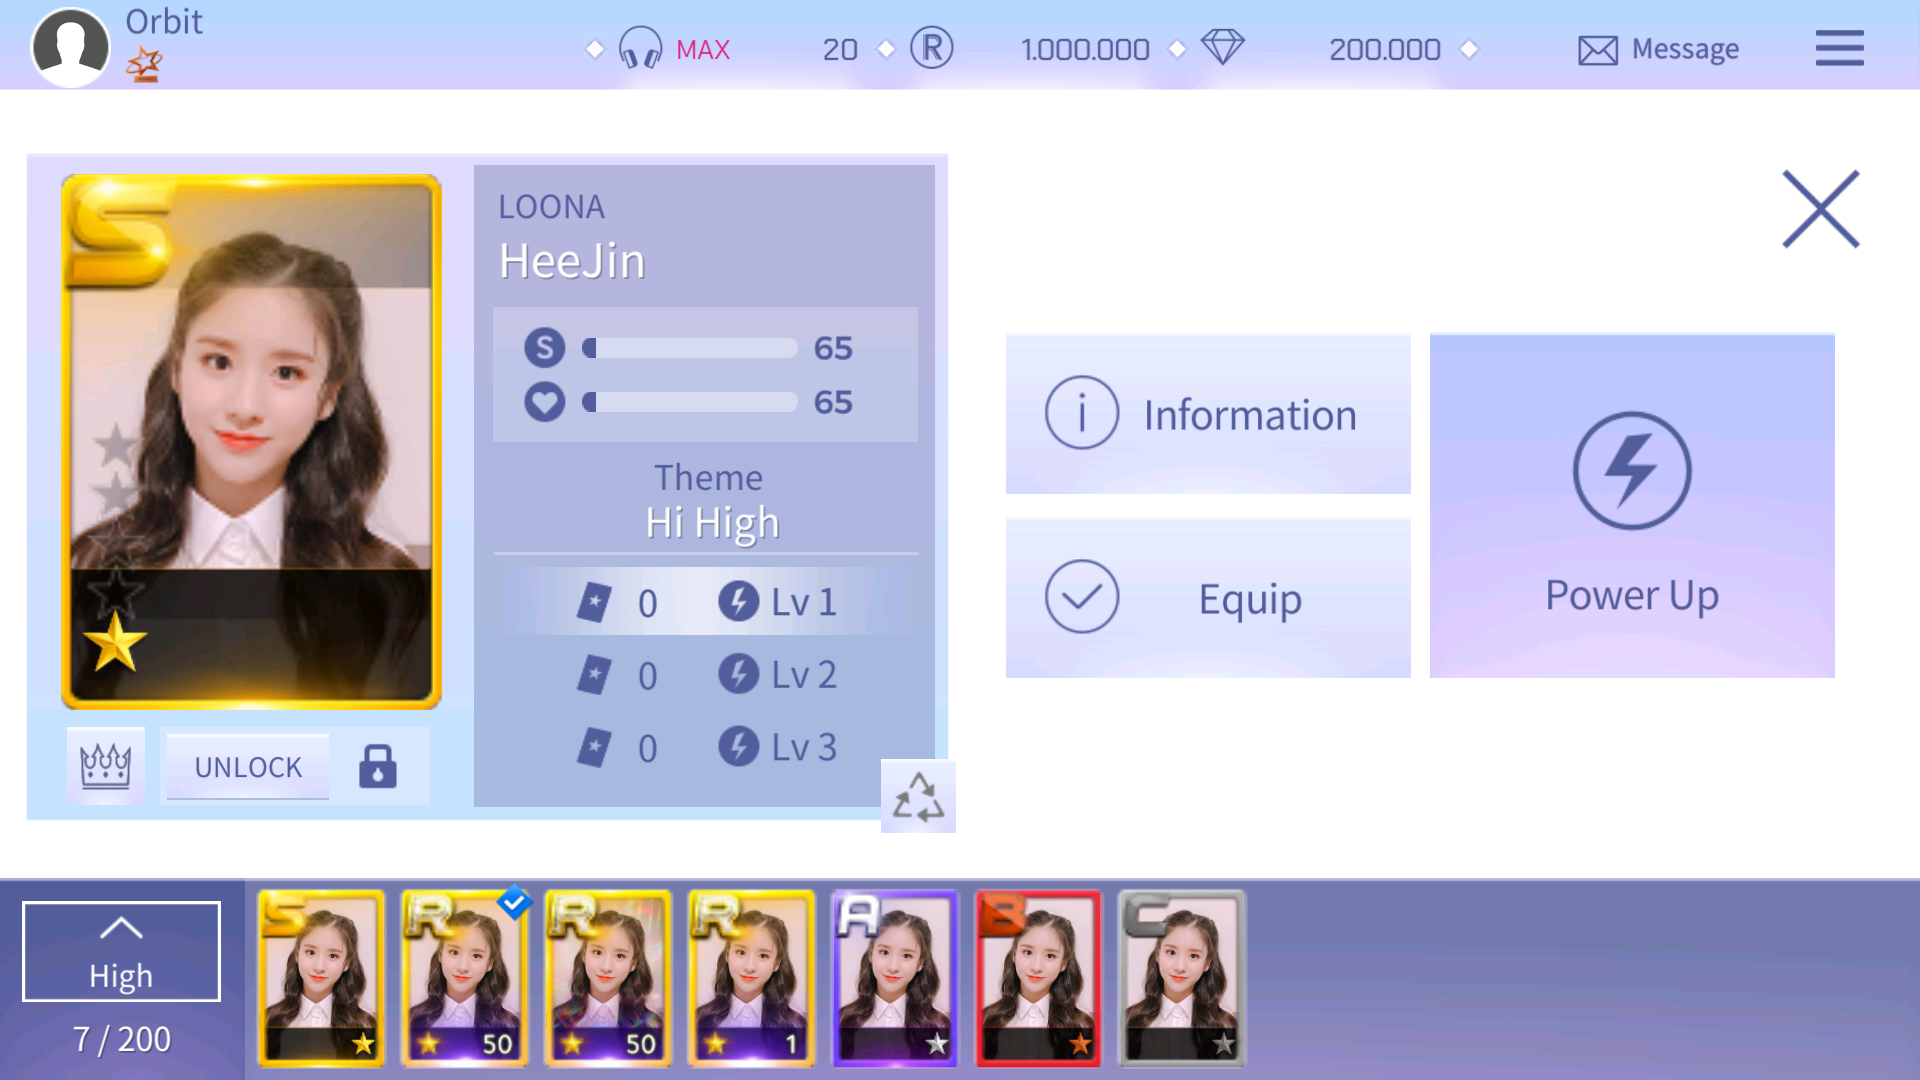 Orbit
MAX
20
R
1.000.000
200.000
Message
S
LOONA
HeeJin
S 65
65
Theme
Hi High
0 Lv 1
0 Lv 2
0 Lv 3
UNLOCK
i Information
Equip
Power Up
High
7 / 200
S
R 50
R 50
R 1
A
B
C